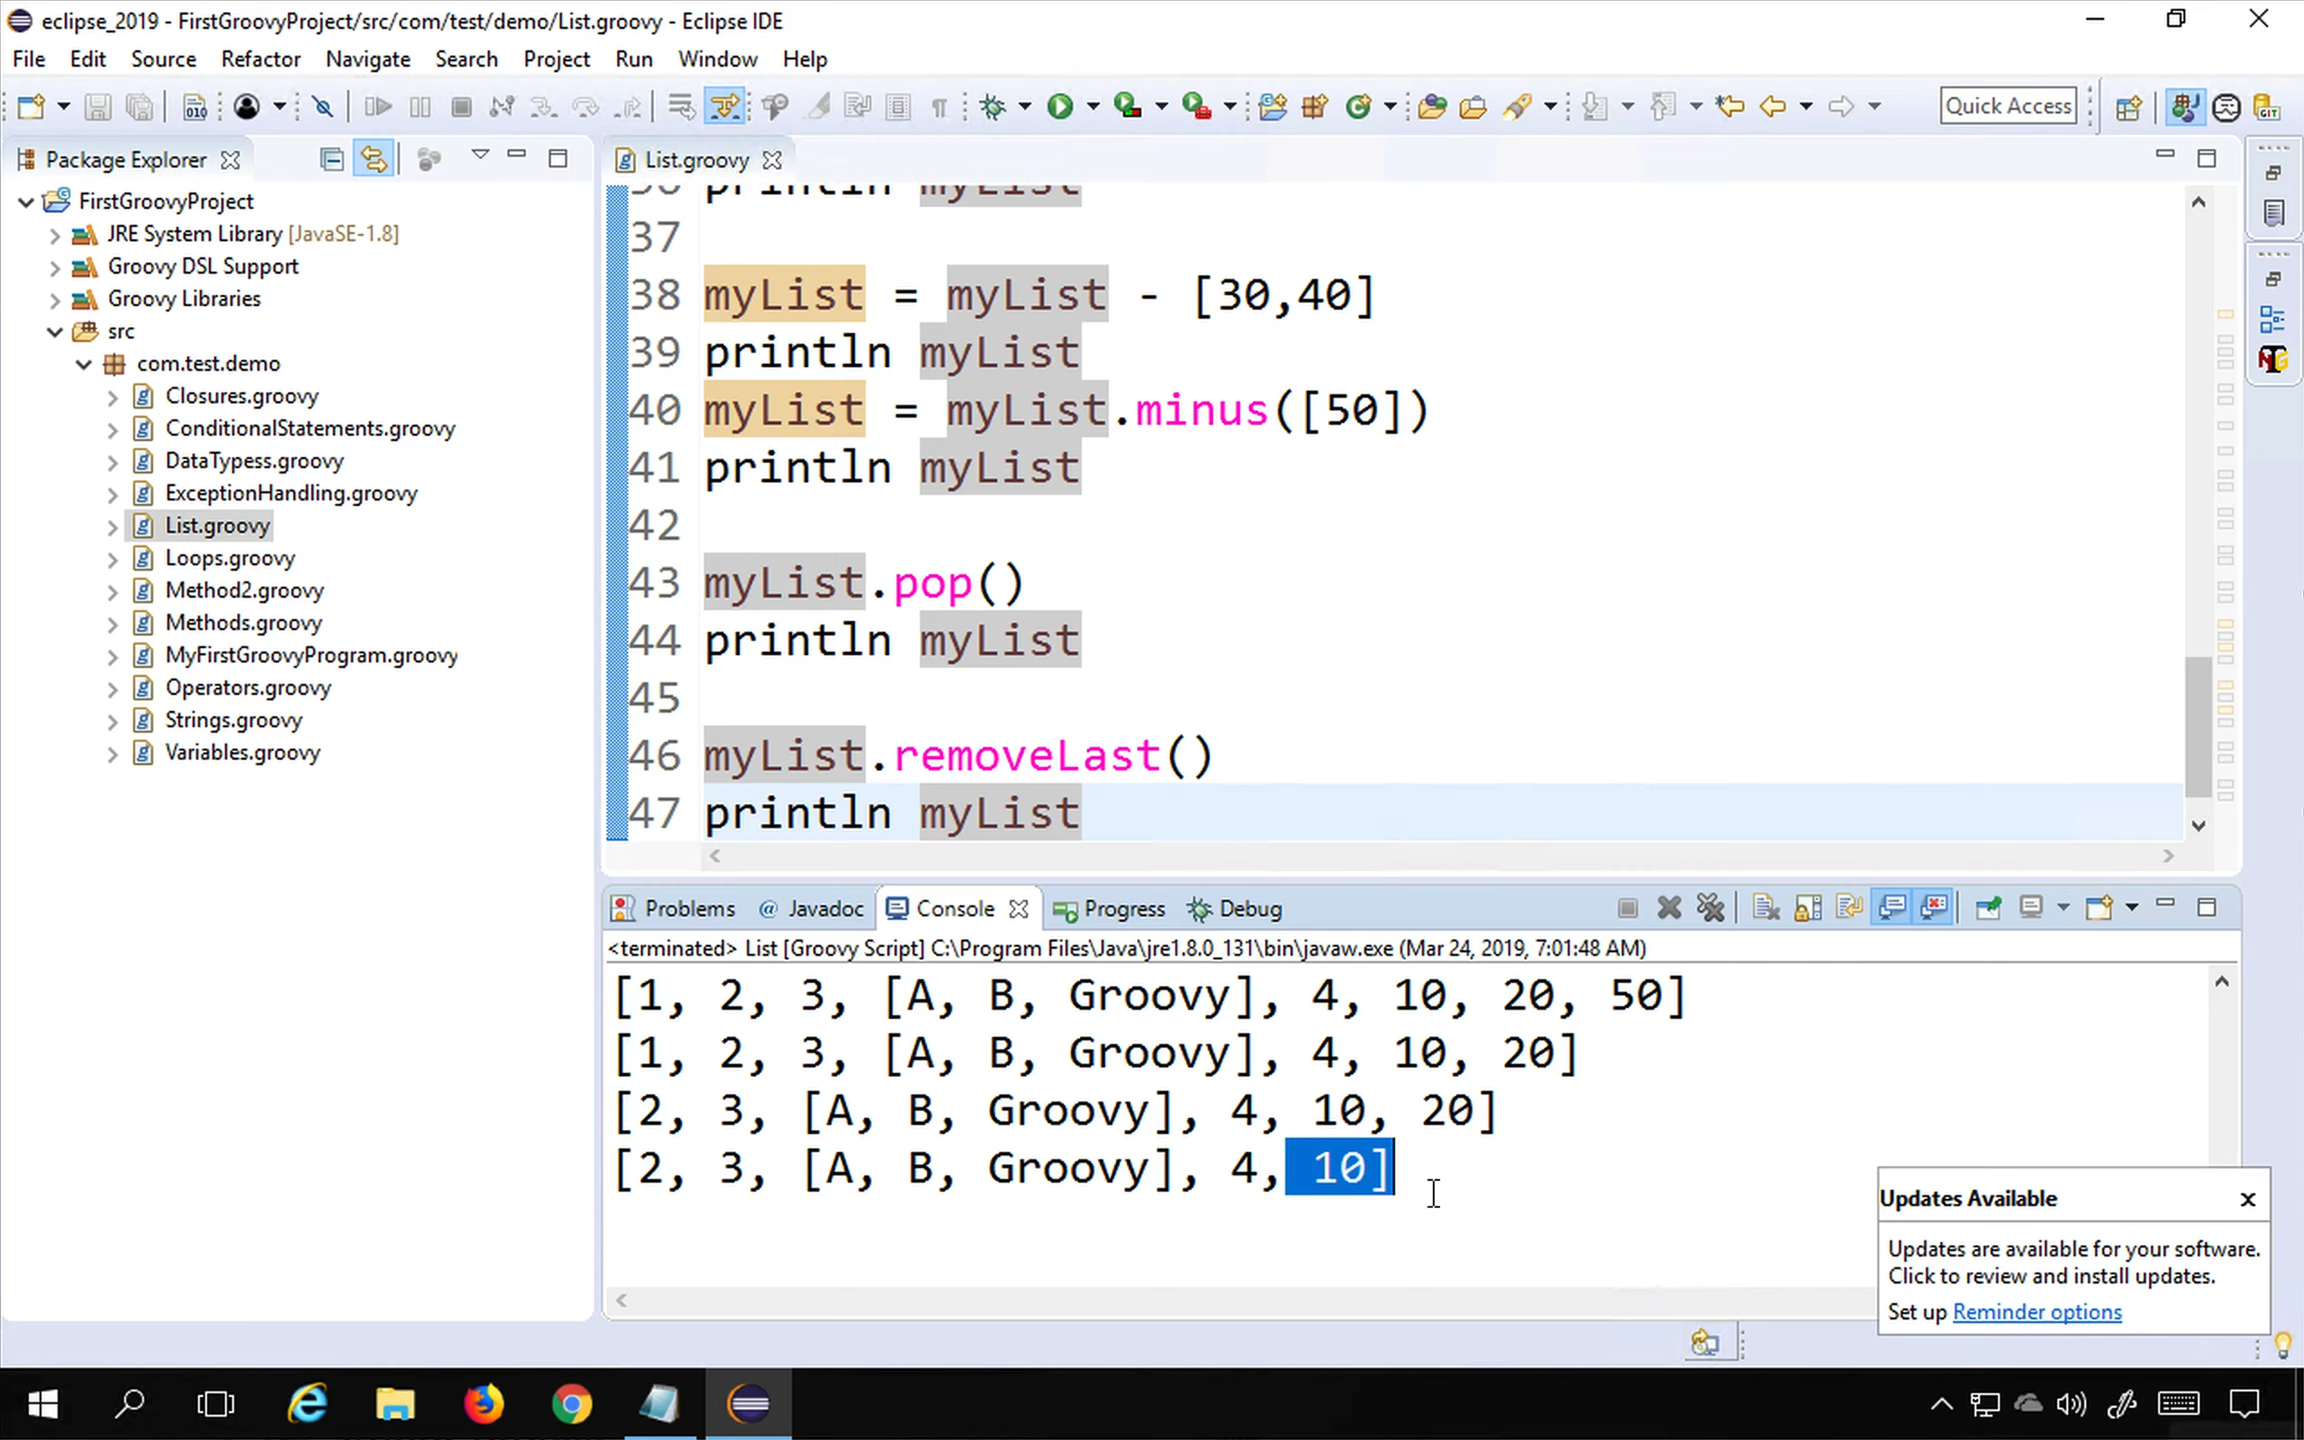 eclipse_2019 - FirstGroovyProject/src/com/test/demo/List.groovy - Eclipse IDE
File Edit Source Refactor Navigate Search Project Run Window Help
Quick Access
Package Explorer
FirstGroovyProject
JRE System Library [JavaSE-1.8]
Groovy DSL Support
Groovy Libraries
src
com.test.demo
Closures.groovy
ConditionalStatements.groovy
DataTypess.groovy
ExceptionHandling.groovy
List.groovy
Loops.groovy
Method2.groovy
Methods.groovy
MyFirstGroovyProgram.groovy
Operators.groovy
Strings.groovy
Variables.groovy
List.groovy
36 println myList
37
38 myList = myList - [30,40]
39 println myList
40 myList = myList.minus([50])
41 println myList
42
43 myList.pop()
44 println myList
45
46 myList.removeLast()
47 println myList
Problems @ Javadoc Console Progress Debug
<terminated> List [Groovy Script] C:\Program Files\Java\jre1.8.0_131\bin\javaw.exe (Mar 24, 2019, 7:01:48 AM)
[1, 2, 3, [A, B, Groovy], 4, 10, 20, 50]
[1, 2, 3, [A, B, Groovy], 4, 10, 20]
[2, 3, [A, B, Groovy], 4, 10, 20]
[2, 3, [A, B, Groovy], 4, 10]
Updates Available
Updates are available for your software.
Click to review and install updates.
Set up Reminder options